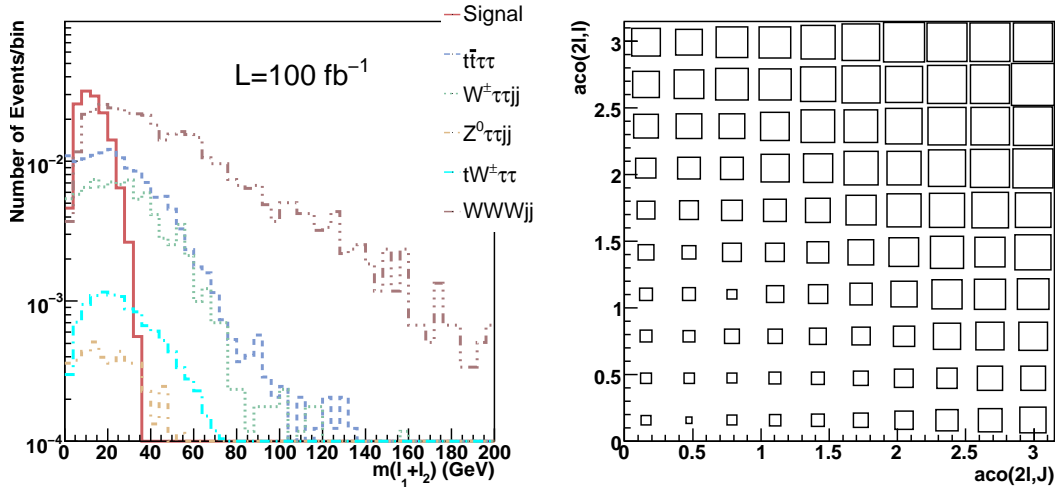 Signal
tt̄ττ
W±ττjj
Z⁰ττjj
tW±ττ
WWWjj
L=100 fb⁻¹
Number of Events/bin
10⁻²
10⁻³
10⁻⁴
0 20 40 60 80 100 120 140 160 180 200
m(l₁+l₂) (GeV)
aco(2l,l)
3
2.5
2
1.5
1
0.5
0
0 0.5 1 1.5 2 2.5 3
aco(2l,J)